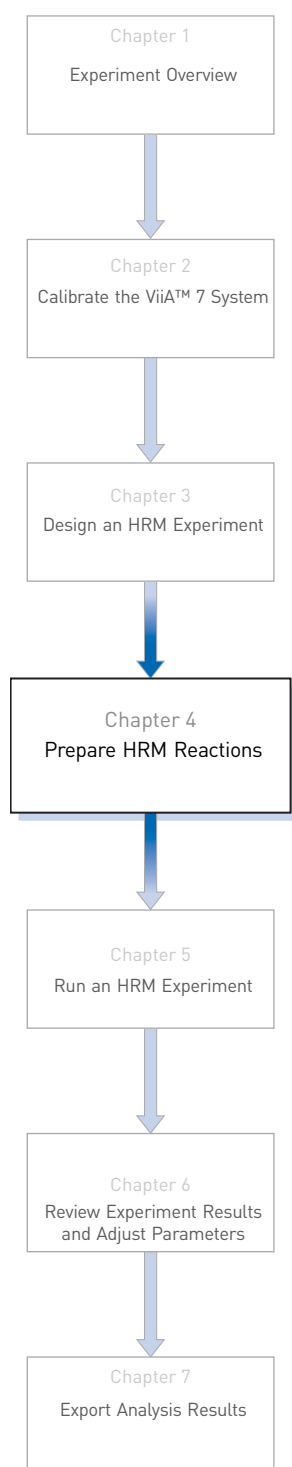 Chapter 1
Experiment Overview
Chapter 2
Calibrate the ViiA™ 7 System
Chapter 3
Design an HRM Experiment
Chapter 4
Prepare HRM Reactions
Chapter 5
Run an HRM Experiment
Chapter 6
Review Experiment Results
and Adjust Parameters
Chapter 7
Export Analysis Results